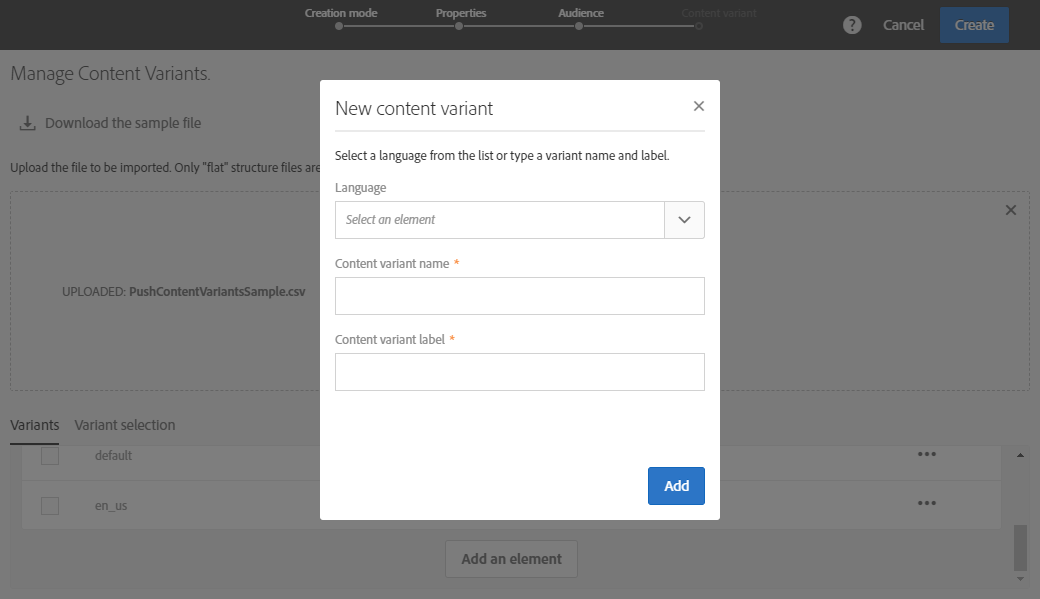 Creation mode
Properties
Audience
Content variant
?
Cancel
Create
Manage Content Variants.
Download the sample file
Upload the file to be imported. Only "flat" structure files are
UPLOADED: PushContentVariantsSample.csv
New content variant
Select a language from the list or type a variant name and label.
Language
Select an element
Content variant name *
Content variant label *
Add
Variants
Variant selection
default
en_us
Add an element